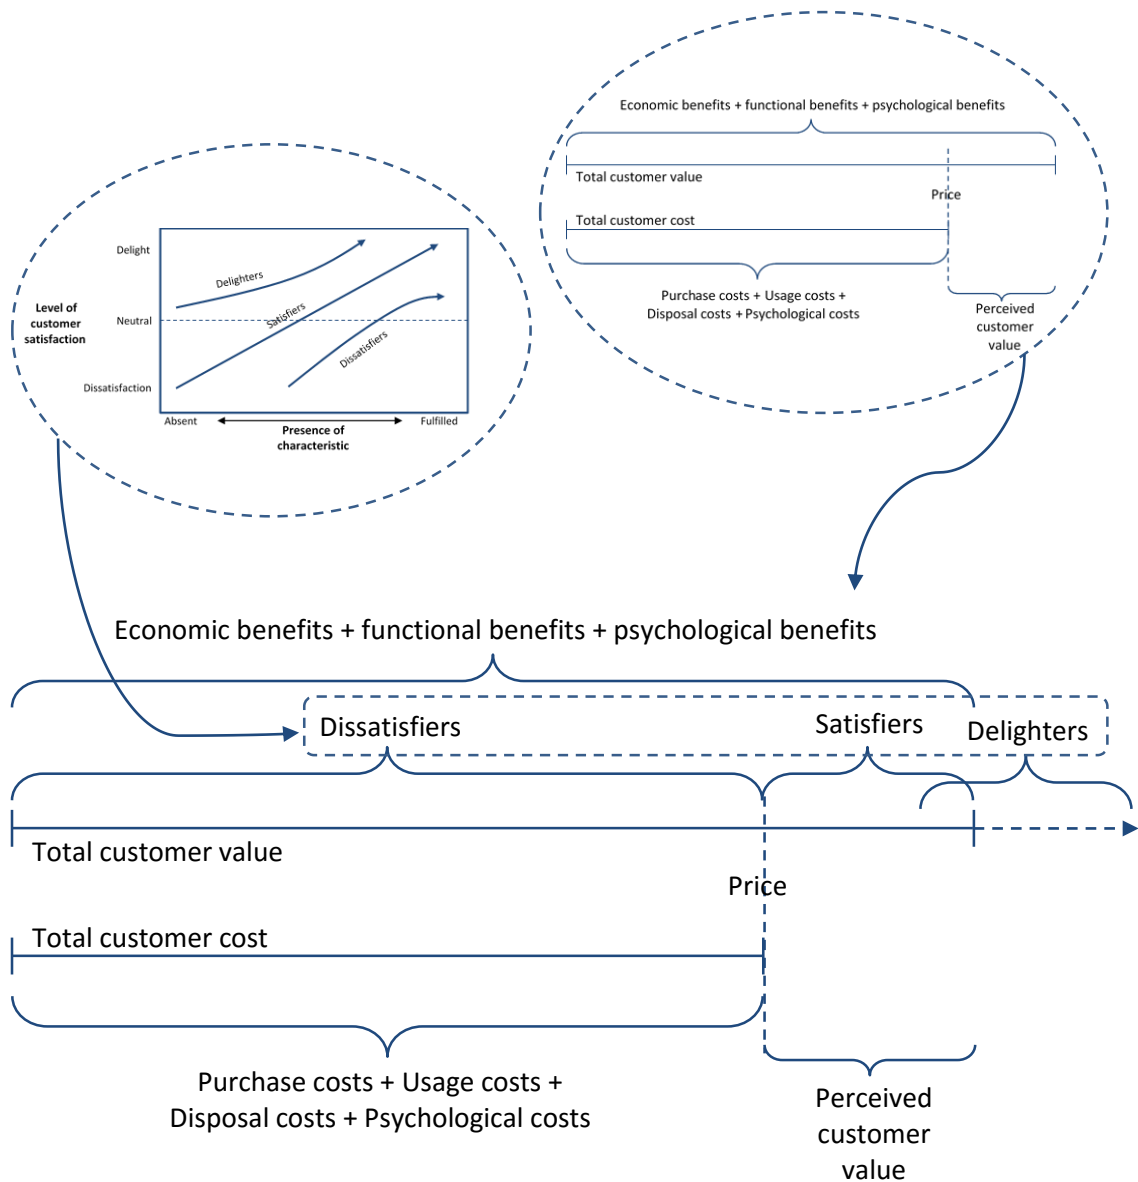 Economic benefits + functional benefits + psychological benefits
Total customer value
Price
Total customer cost
Purchase costs + Usage costs +
Disposal costs + Psychological costs
Perceived
customer
value
Delight
Delighters
Level of
customer
satisfaction
Satisfiers
Neutral
Dissatisfiers
Dissatisfaction
Absent
Fulfilled
Presence of
characteristic
Economic benefits + functional benefits + psychological benefits
Dissatisfiers
Satisfiers
Delighters
Total customer value
Price
Total customer cost
Purchase costs + Usage costs +
Disposal costs + Psychological costs
Perceived
customer
value